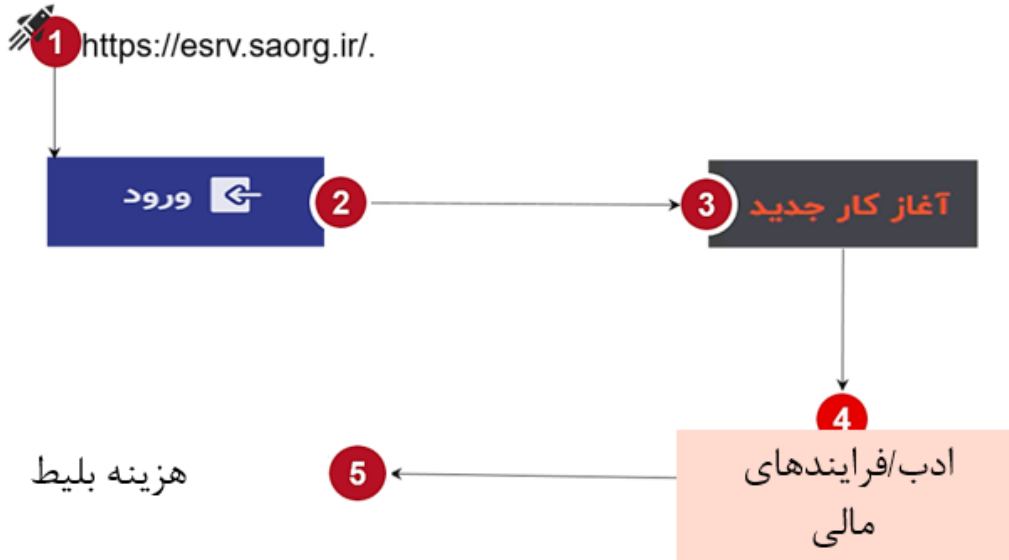 1 https://esrv.saorg.ir/.
ورود 2
3 آغاز کار جدید
4
ادب/فرایندهای
مالی
5
هزینه بلیط